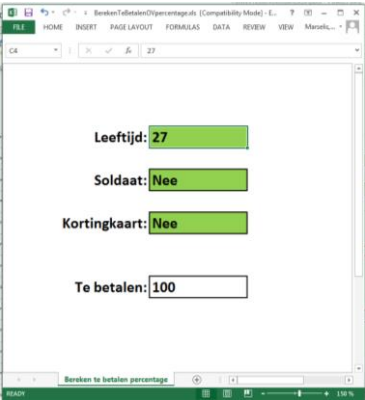 BerekenTeBetalenOVpercentage.xls [Compatibility Mode] - E...
FILE HOME INSERT PAGE LAYOUT FORMULAS DATA REVIEW VIEW
C4 fx 27
Leeftijd: 27
Soldaat: Nee
Kortingkaart: Nee
Te betalen: 100
Bereken te betalen percentage
READY 150 %